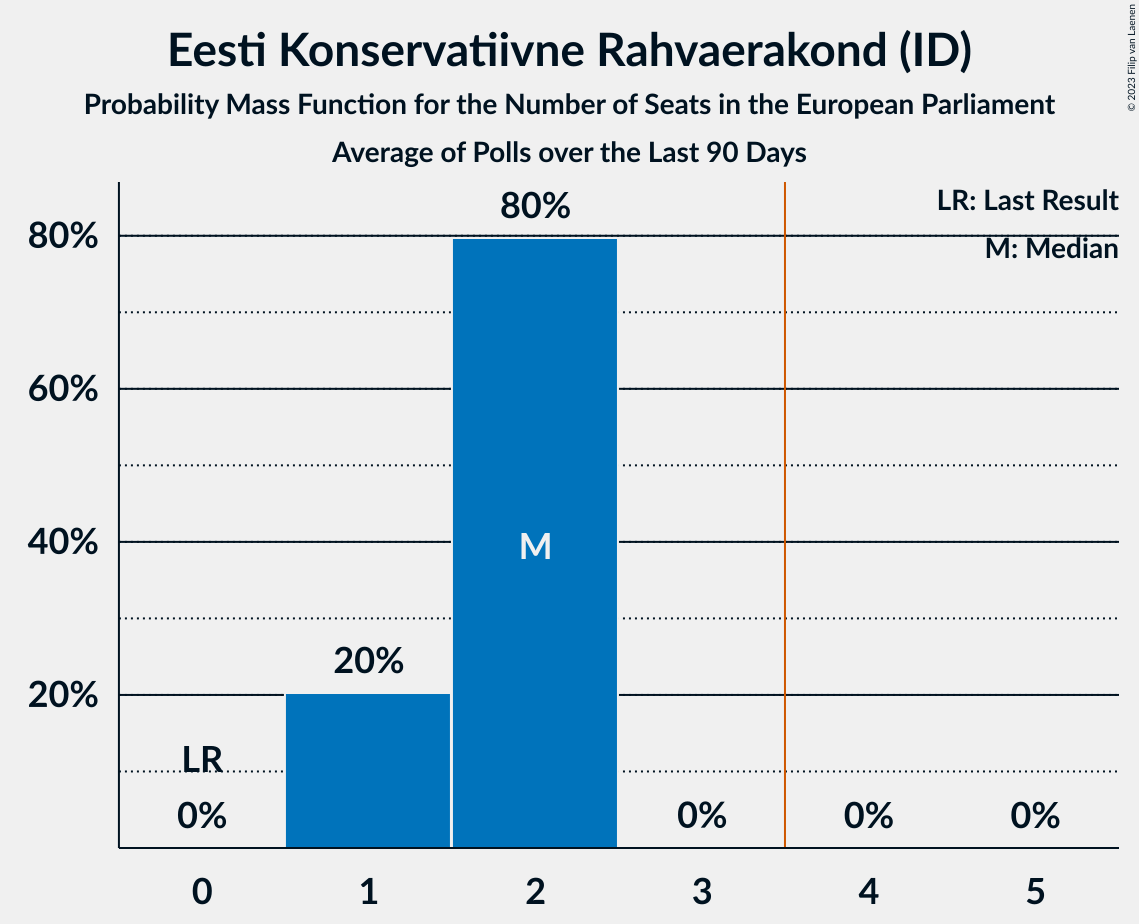 Eesti Konservatiivne Rahvaerakond (ID)
Probability Mass Function for the Number of Seats in the European Parliament
Average of Polls over the Last 90 Days
© 2023 Filip van Laenen
LR: Last Result
M: Median
80%
60%
40%
20%
LR
0%
20%
80%
M
0%
0%
0%
0
1
2
3
4
5